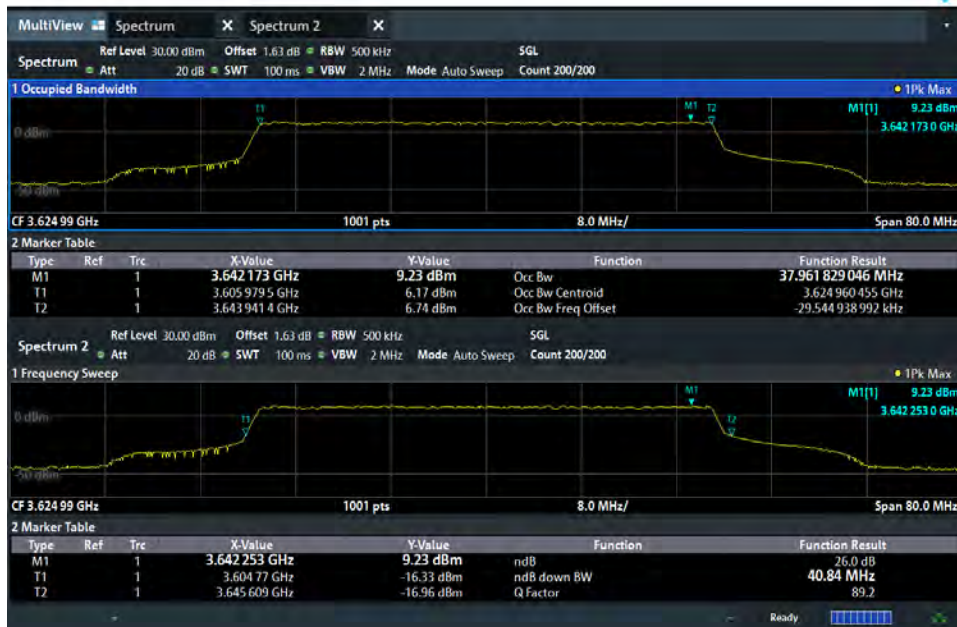 MultiView Spectrum X Spectrum 2 X
Spectrum Ref Level 30.00 dBm Offset 1.63 dB RBW 500 kHz SGL
Att 20 dB SWT 100 ms VBW 2 MHz Mode Auto Sweep Count 200/200
1 Occupied Bandwidth 1Pk Max
T1 M1 T2 M1[1] 9.23 dBm
0 dBm 3.642 173 0 GHz
-50 dBm
CF 3.624 99 GHz 1001 pts 8.0 MHz/ Span 80.0 MHz
2 Marker Table
Type Ref Trc X-Value Y-Value Function Function Result
M1 1 3.642173 GHz 9.23 dBm Occ Bw 37.961 829 046 MHz
T1 1 3.605 979 5 GHz 6.17 dBm Occ Bw Centroid 3.624 960 455 GHz
T2 1 3.643 941 4 GHz 6.74 dBm Occ Bw Freq Offset -29.544 938 992 kHz
Spectrum 2 Ref Level 30.00 dBm Offset 1.63 dB RBW 500 kHz SGL
Att 20 dB SWT 100 ms VBW 2 MHz Mode Auto Sweep Count 200/200
1 Frequency Sweep 1Pk Max
M1 M1[1] 9.23 dBm
0 dBm T1 T2 3.642 253 0 GHz
-50 dBm
CF 3.624 99 GHz 1001 pts 8.0 MHz/ Span 80.0 MHz
2 Marker Table
Type Ref Trc X-Value Y-Value Function Function Result
M1 1 3.642253 GHz 9.23 dBm ndB 26.0 dB
T1 1 3.604 77 GHz -16.33 dBm ndB down BW 40.84 MHz
T2 1 3.645 609 GHz -16.96 dBm Q Factor 89.2
Ready